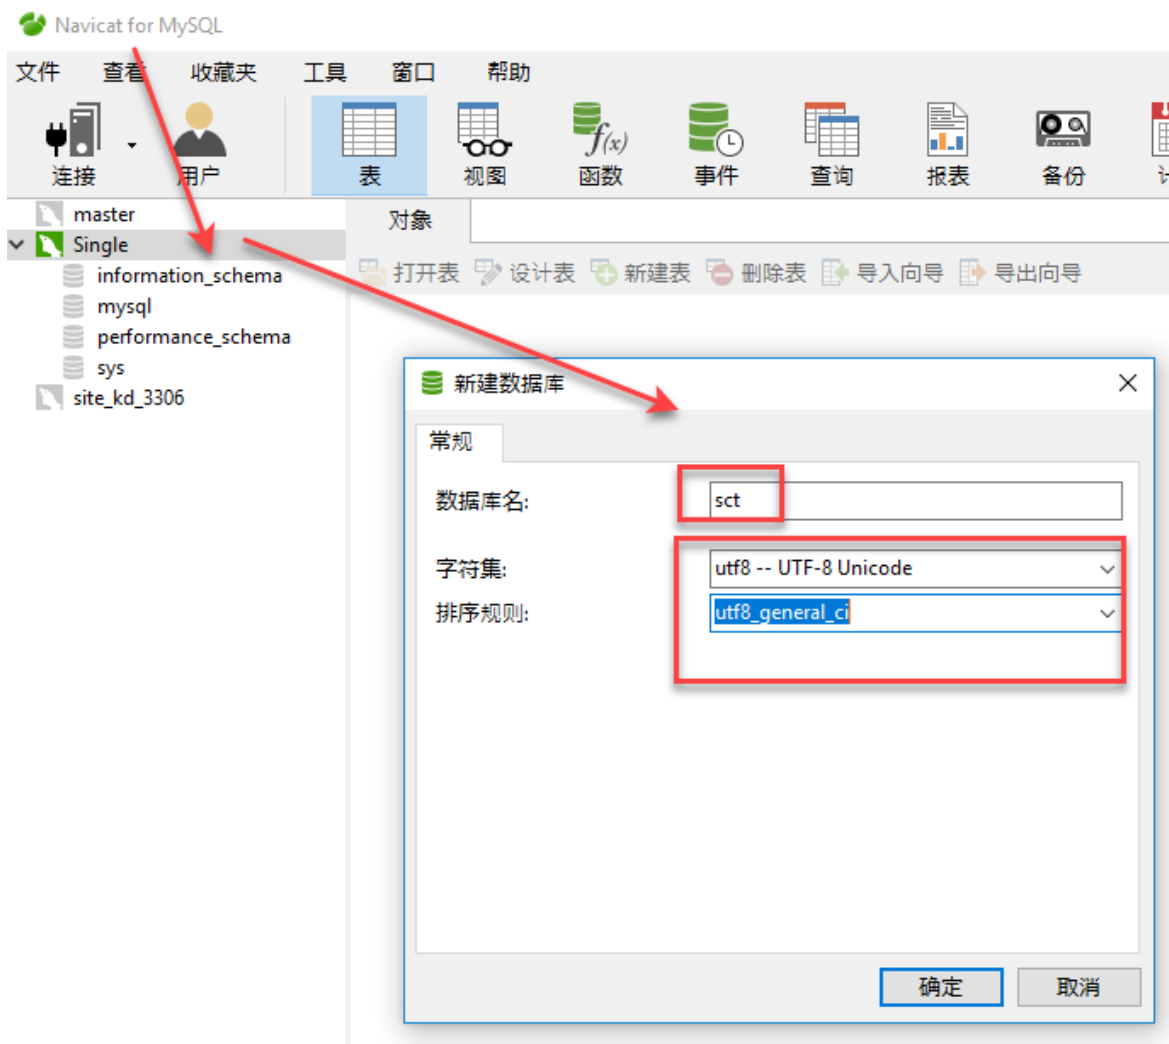 Navicat for MySQL
文件 查看 收藏夹 工具 窗口 帮助
连接 用户 表 视图 函数 事件 查询 报表 备份
master
Single
information_schema
mysql
performance_schema
sys
site_kd_3306
对象
打开表 设计表 新建表 删除表 导入向导 导出向导
新建数据库
常规
数据库名: sct
字符集: utf8 -- UTF-8 Unicode
排序规则: utf8_general_ci
确定 取消